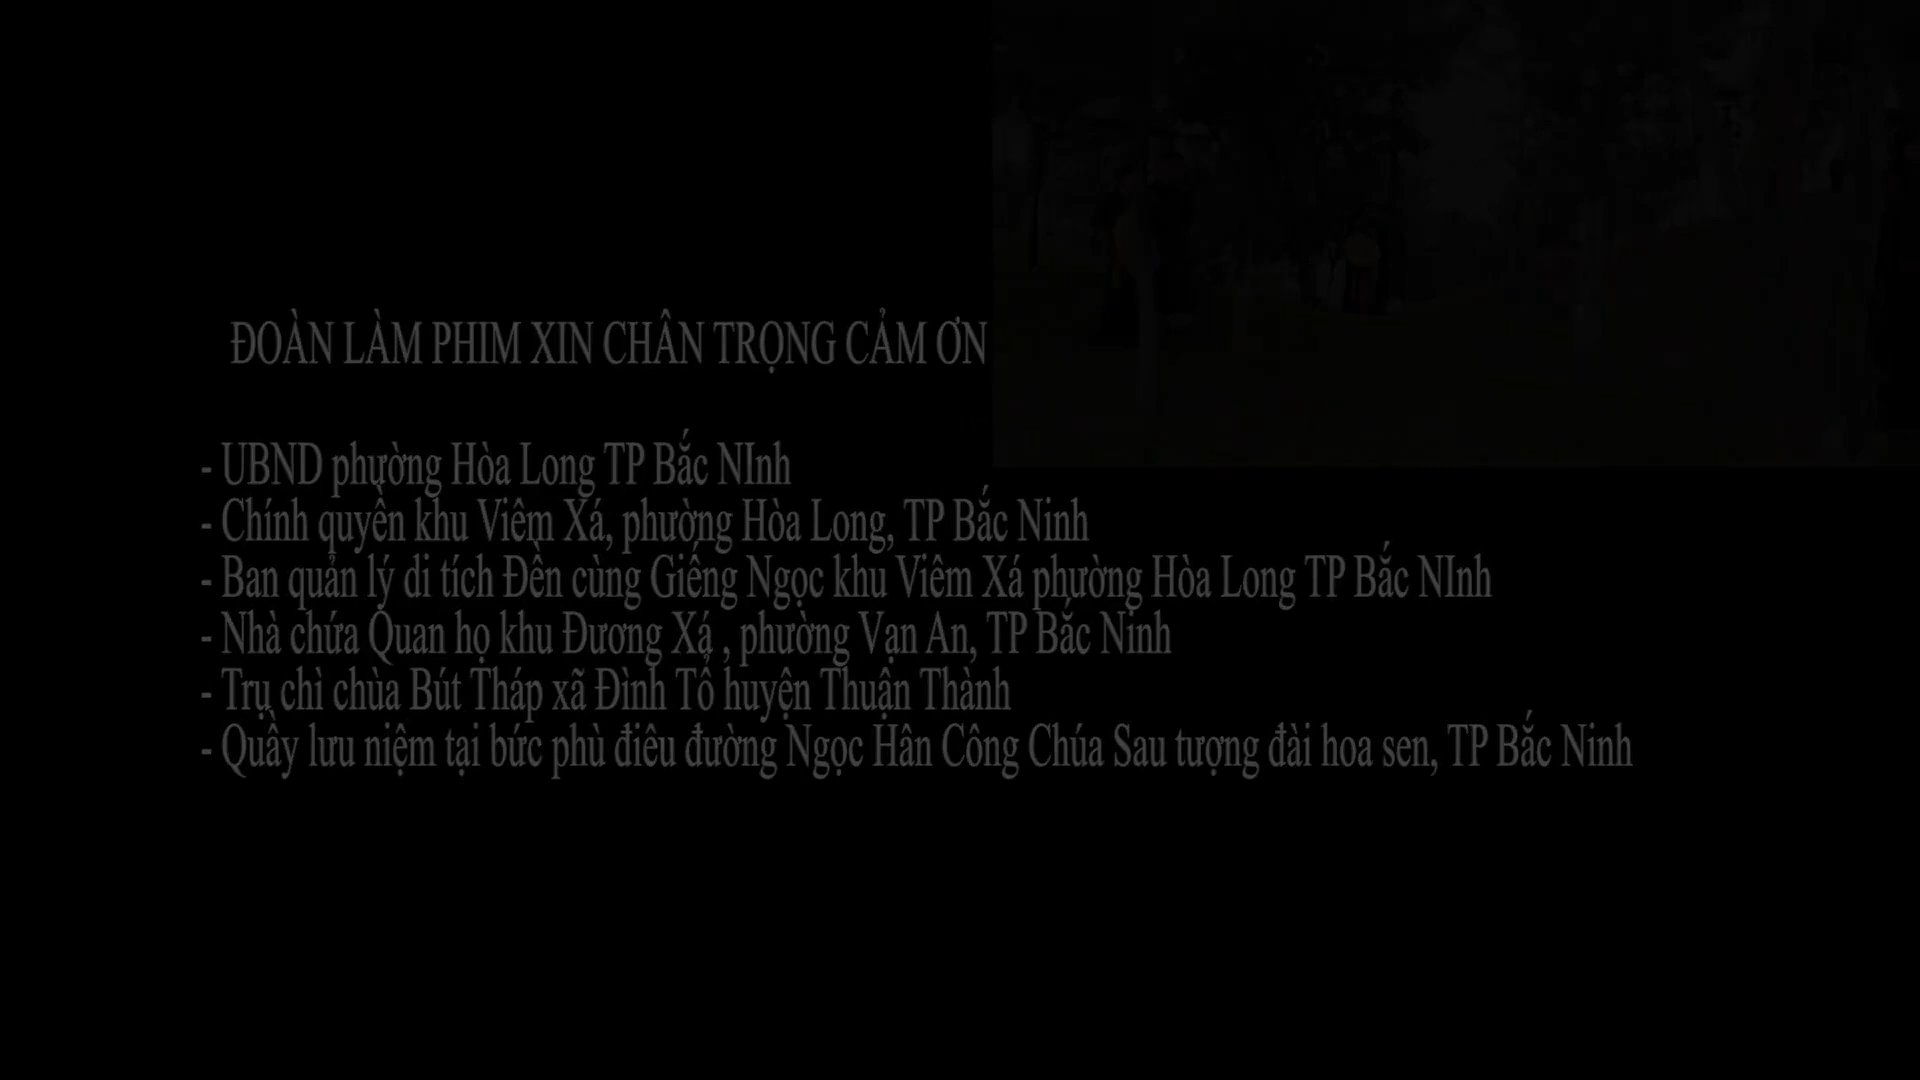 ĐOÀN LÀM PHIM XIN CHÂN TRỌNG CẢM ƠN
- UBND phường Hòa Long TP Bắc NInh
- Chính quyền khu Viêm Xá, phường Hòa Long, TP Bắc Ninh
- Ban quản lý di tích Đền cùng Giếng Ngọc khu Viêm Xá phường Hòa Long TP Bắc NInh
- Nhà chứa Quan họ khu Đương Xá , phường Vạn An, TP Bắc Ninh
- Trụ chì chùa Bút Tháp xã Đình Tổ huyện Thuận Thành
- Quầy lưu niệm tại bức phù điêu đường Ngọc Hân Công Chúa Sau tượng đài hoa sen, TP Bắc Ninh